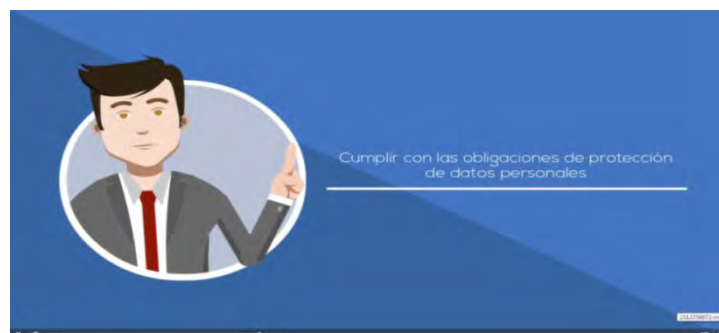 Cumplir con las obligaciones de protección
de datos personales